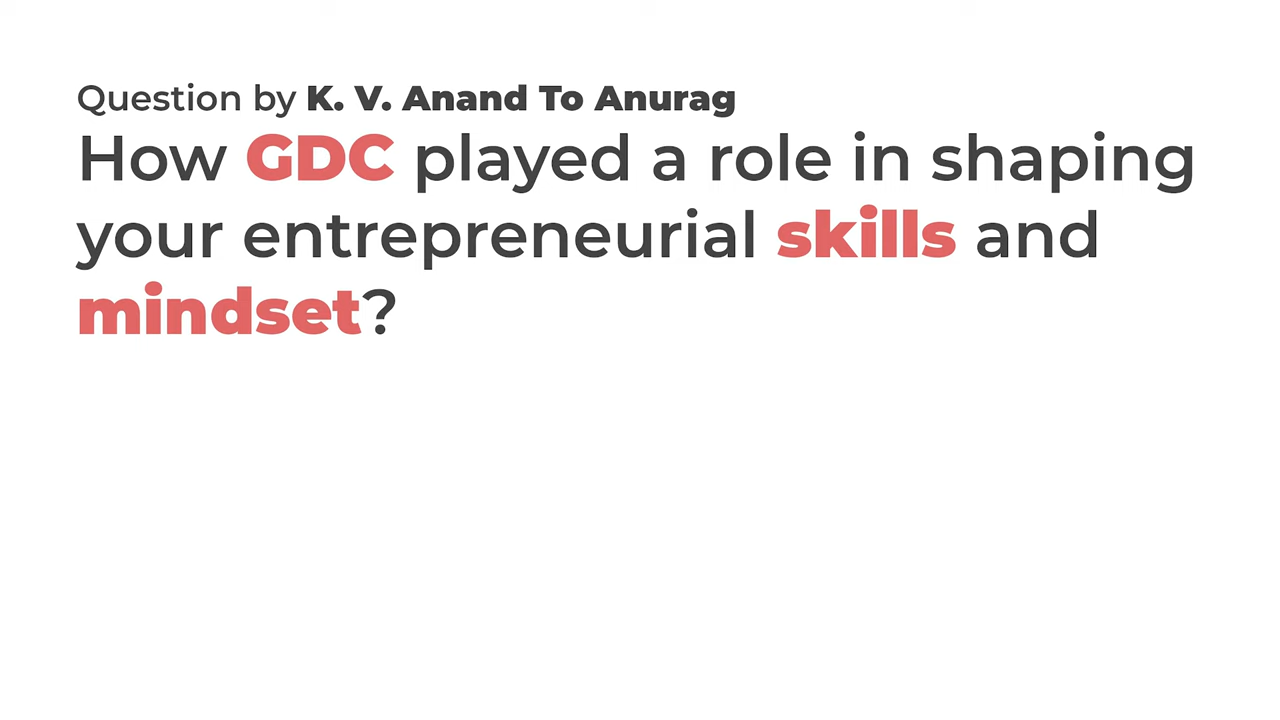 Question by K. V. Anand To Anurag
How GDC played a role in shaping
your entrepreneurial skills and
mindset?